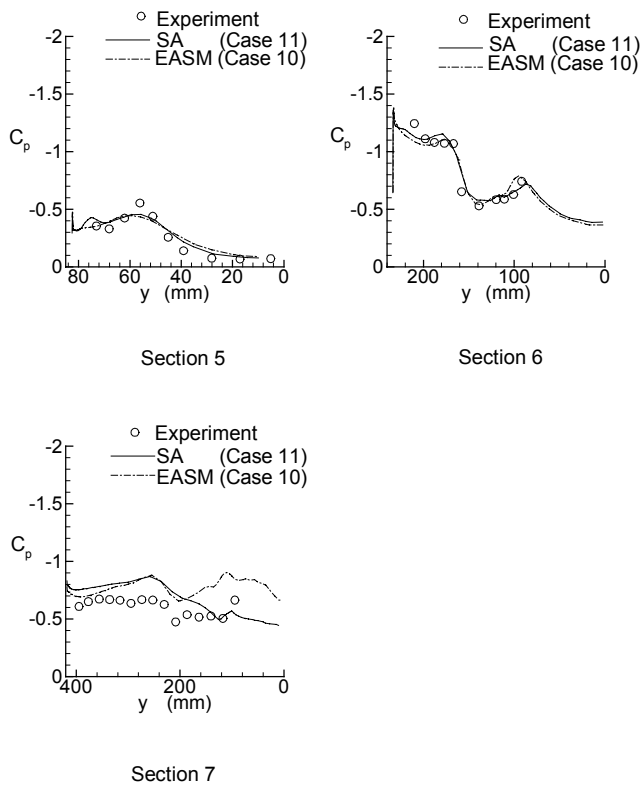 Experiment
SA (Case 11)
EASM (Case 10)
-2
-1.5
-1
-0.5
0
Cp
80 60 40 20 0
y (mm)
Section 5
Experiment
SA (Case 11)
EASM (Case 10)
-2
-1.5
-1
-0.5
0
Cp
200 100 0
y (mm)
Section 6
Experiment
SA (Case 11)
EASM (Case 10)
-2
-1.5
-1
-0.5
0
Cp
400 200 0
y (mm)
Section 7